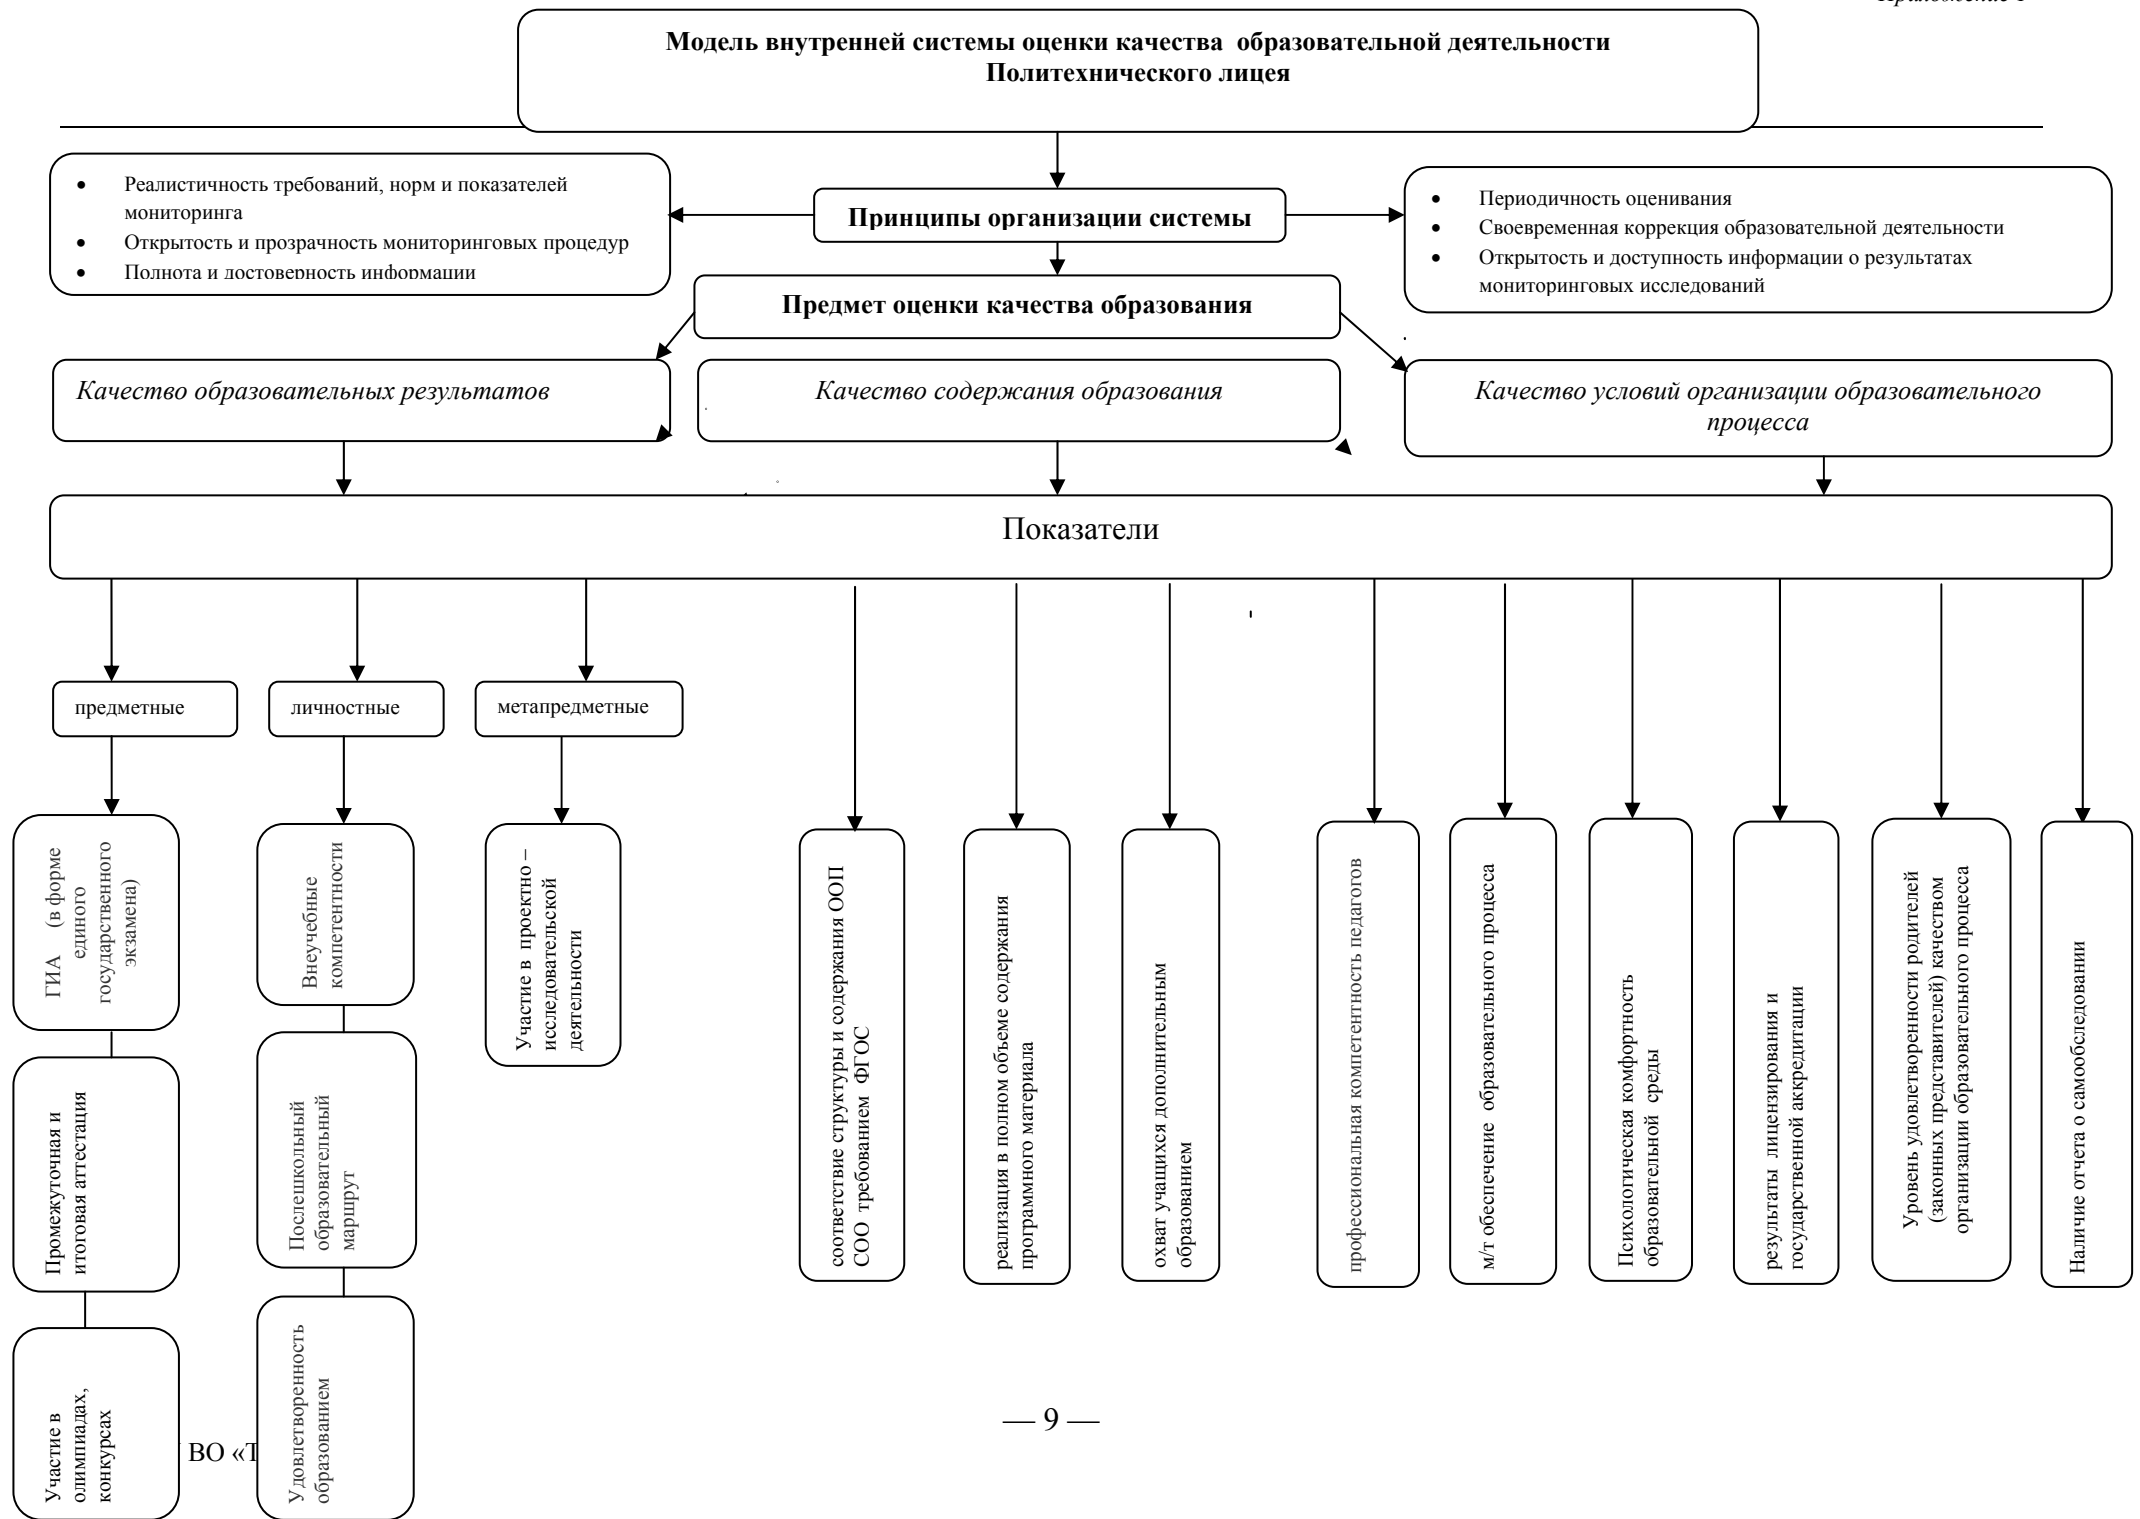 Приложение 1
Модель внутренней системы оценки качества образовательной деятельности
Политехнического лицея
• Реалистичность требований, норм и показателей
мониторинга
• Открытость и прозрачность мониторинговых процедур
• Полнота и достоверность информации
Принципы организации системы
• Периодичность оценивания
• Своевременная коррекция образовательной деятельности
• Открытость и доступность информации о результатах
мониторинговых исследований
Предмет оценки качества образования
Качество образовательных результатов
Качество содержания образования
Качество условий организации образовательного
процесса
Показатели
предметные
личностные
метапредметные
ГИА (в форме
единого
государственного
экзамена)
Промежуточная и
итоговая аттестация
Участие в
олимпиадах,
конкурсах
Внеучебные
компетентности
Послешкольный
образовательный
маршрут
Удовлетворенность
образованием
Участие в проектно –
исследовательской
деятельности
соответствие структуры и содержания ООП
СОО требованием ФГОС
реализация в полном объеме содержания
программного материала
охват учащихся дополнительным
образованием
профессиональная компетентность педагогов
м/т обеспечение образовательного процесса
Психологическая комфортность
образовательной среды
результаты лицензирования и
государственной аккредитации
Уровень удовлетворенности родителей
(законных представителей) качеством
организации образовательного процесса
Наличие отчета о самообследовании
— 9 —
ВО «Т